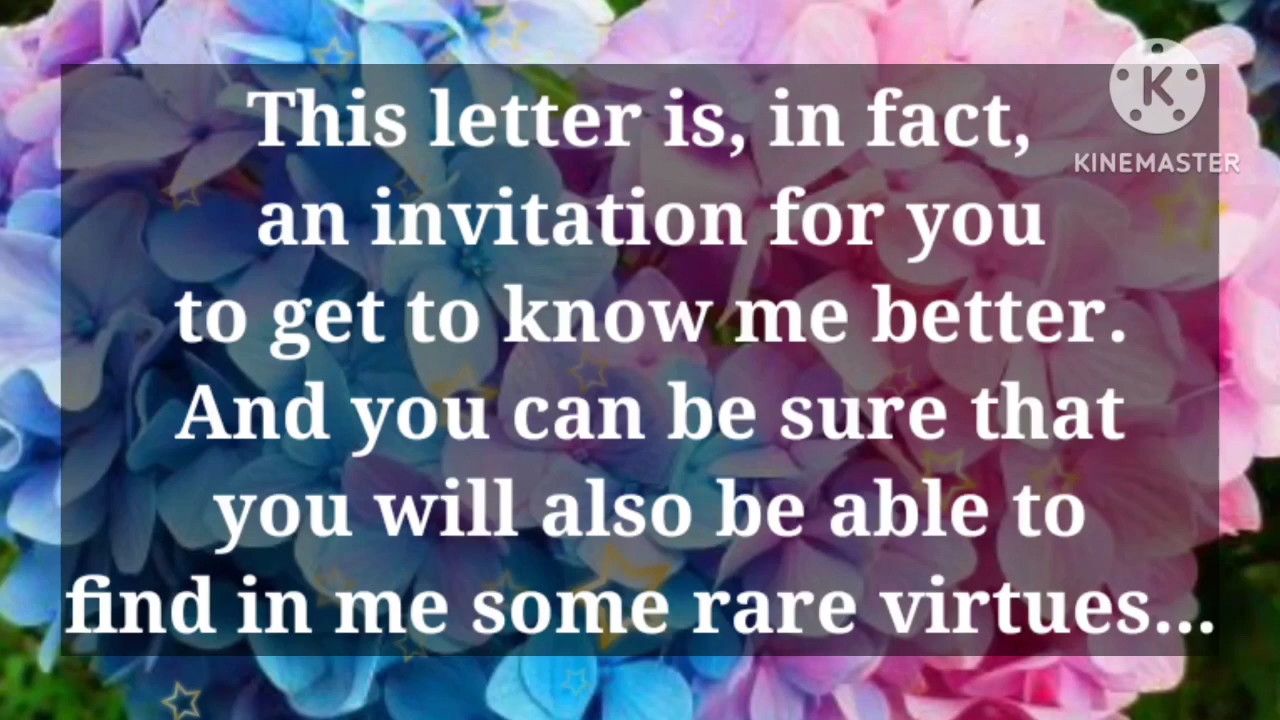 This letter is, in fact,
an invitation for you
to get to know me better.
And you can be sure that
you will also be able to
find in me some rare virtues...
K
KINEMASTER